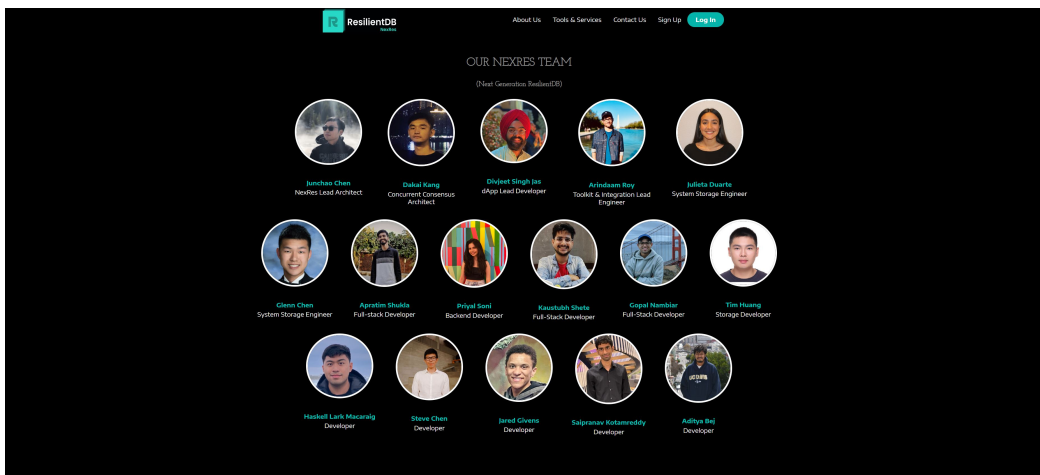 ResilientDB
NexRes
About Us Tools & Services Contact Us Sign Up Log In
OUR NEXRES TEAM
(Next Generation ResilientDB)
Junchao Chen
NexRes Lead Architect
Dakai Kang
Concurrent Consensus
Architect
Divjeet Singh Jas
dApp Lead Developer
Arindaam Roy
Toolkit & Integration Lead
Engineer
Julieta Duarte
System Storage Engineer
Glenn Chen
System Storage Engineer
Apratim Shukla
Full-stack Developer
Priyal Soni
Backend Developer
Kaustubh Shete
Full-Stack Developer
Gopal Nambiar
Full-Stack Developer
Tim Huang
Storage Developer
Haskell Lark Macaraig
Developer
Steve Chen
Developer
Jared Givens
Developer
Saipranav Kotamreddy
Developer
Aditya Bej
Developer